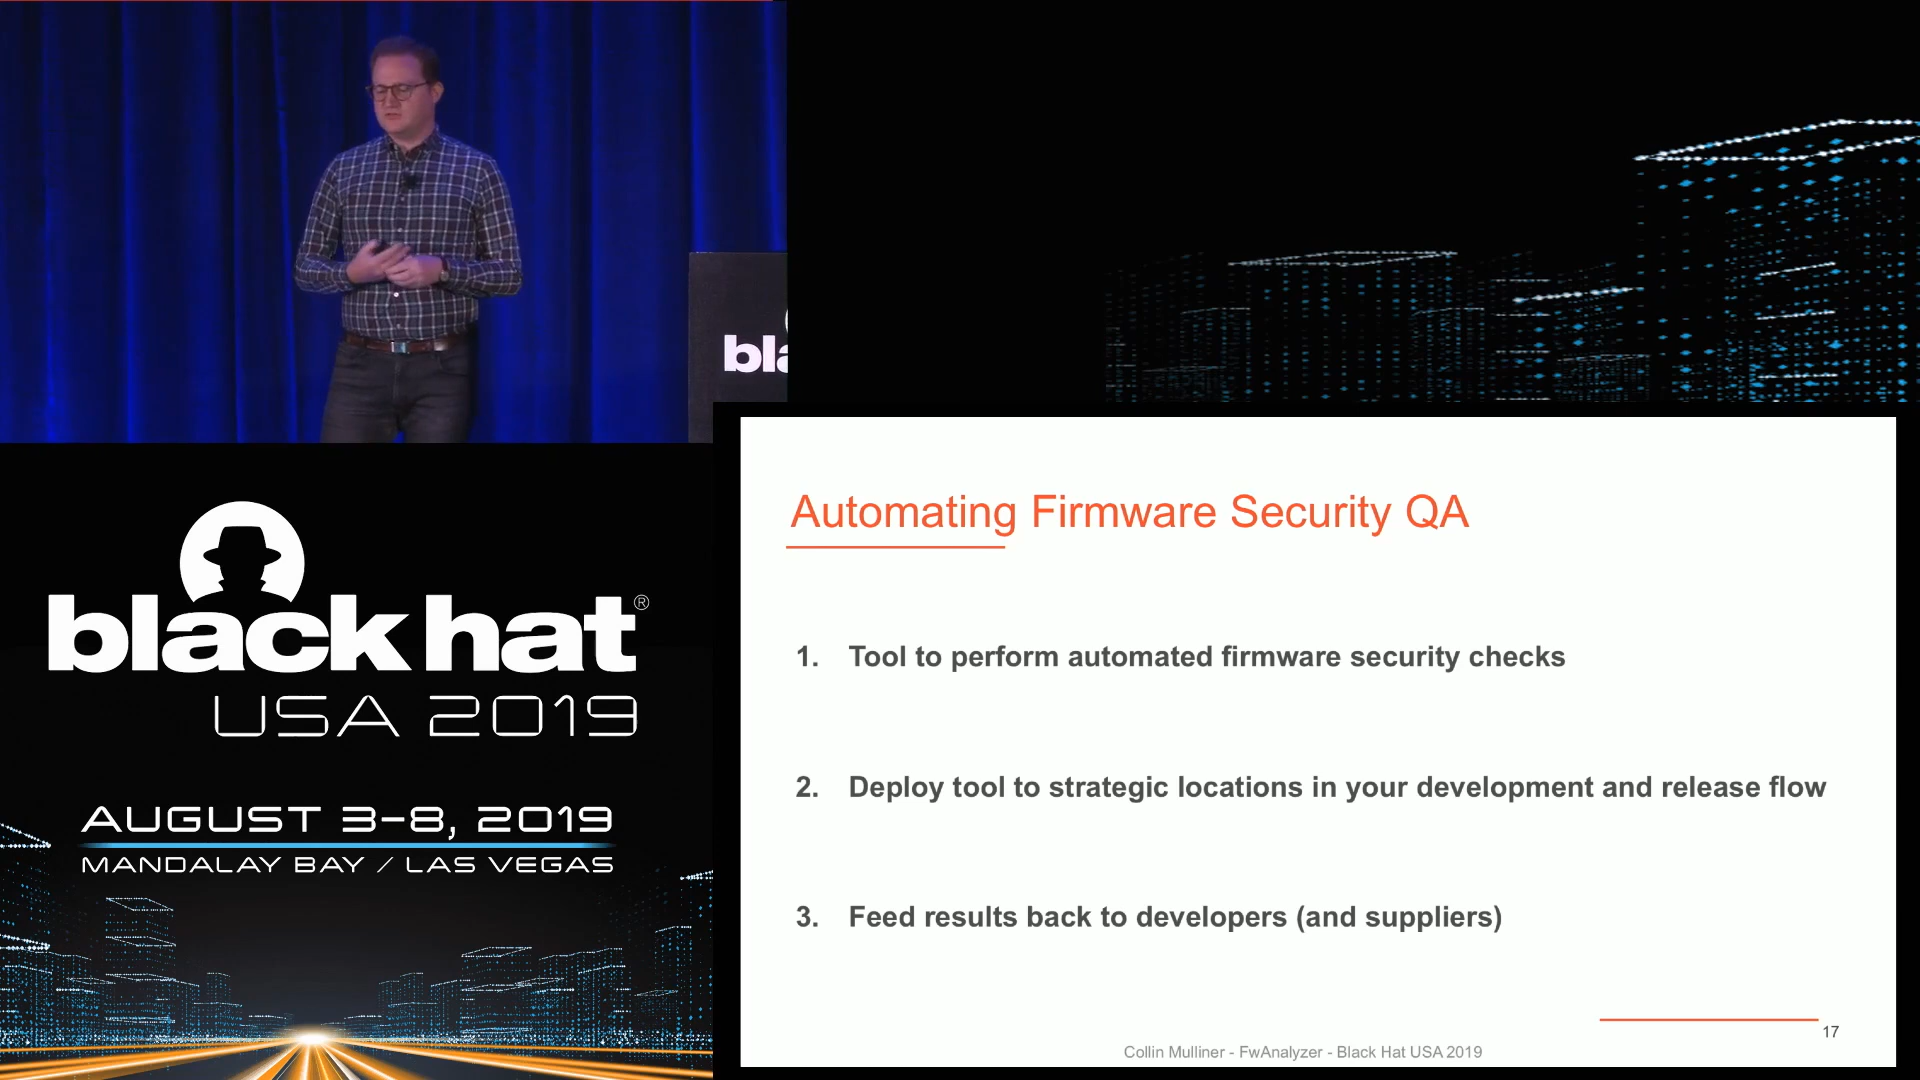 bla
black hat®
USA 2019
AUGUST 3-8, 2019
MANDALAY BAY / LAS VEGAS
Automating Firmware Security QA
1. Tool to perform automated firmware security checks
2. Deploy tool to strategic locations in your development and release flow
3. Feed results back to developers (and suppliers)
17
Collin Mulliner - FwAnalyzer - Black Hat USA 2019